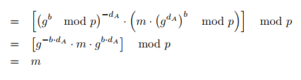 = [(g^b mod p)^{-d_A} · (m · (g^{d_A})^b mod p)] mod p
= [g^{-b·d_A} · m · g^{b·d_A}] mod p
= m